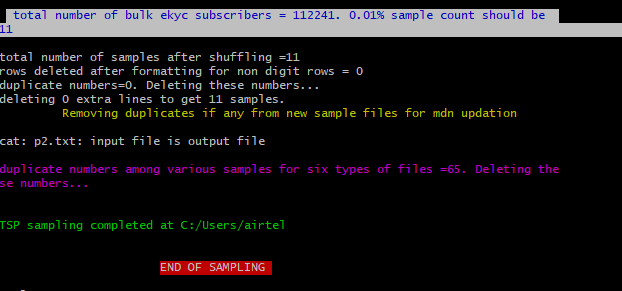 total number of bulk ekyc subscribers = 112241. 0.01% sample count should be
11
total number of samples after shuffling =11
rows deleted after formatting for non digit rows = 0
duplicate numbers=0. Deleting these numbers...
deleting 0 extra lines to get 11 samples.
Removing duplicates if any from new sample files for mdn updation
cat: p2.txt: input file is output file
duplicate numbers among various samples for six types of files =65. Deleting the
se numbers...
TSP sampling completed at C:/Users/airtel
END OF SAMPLING